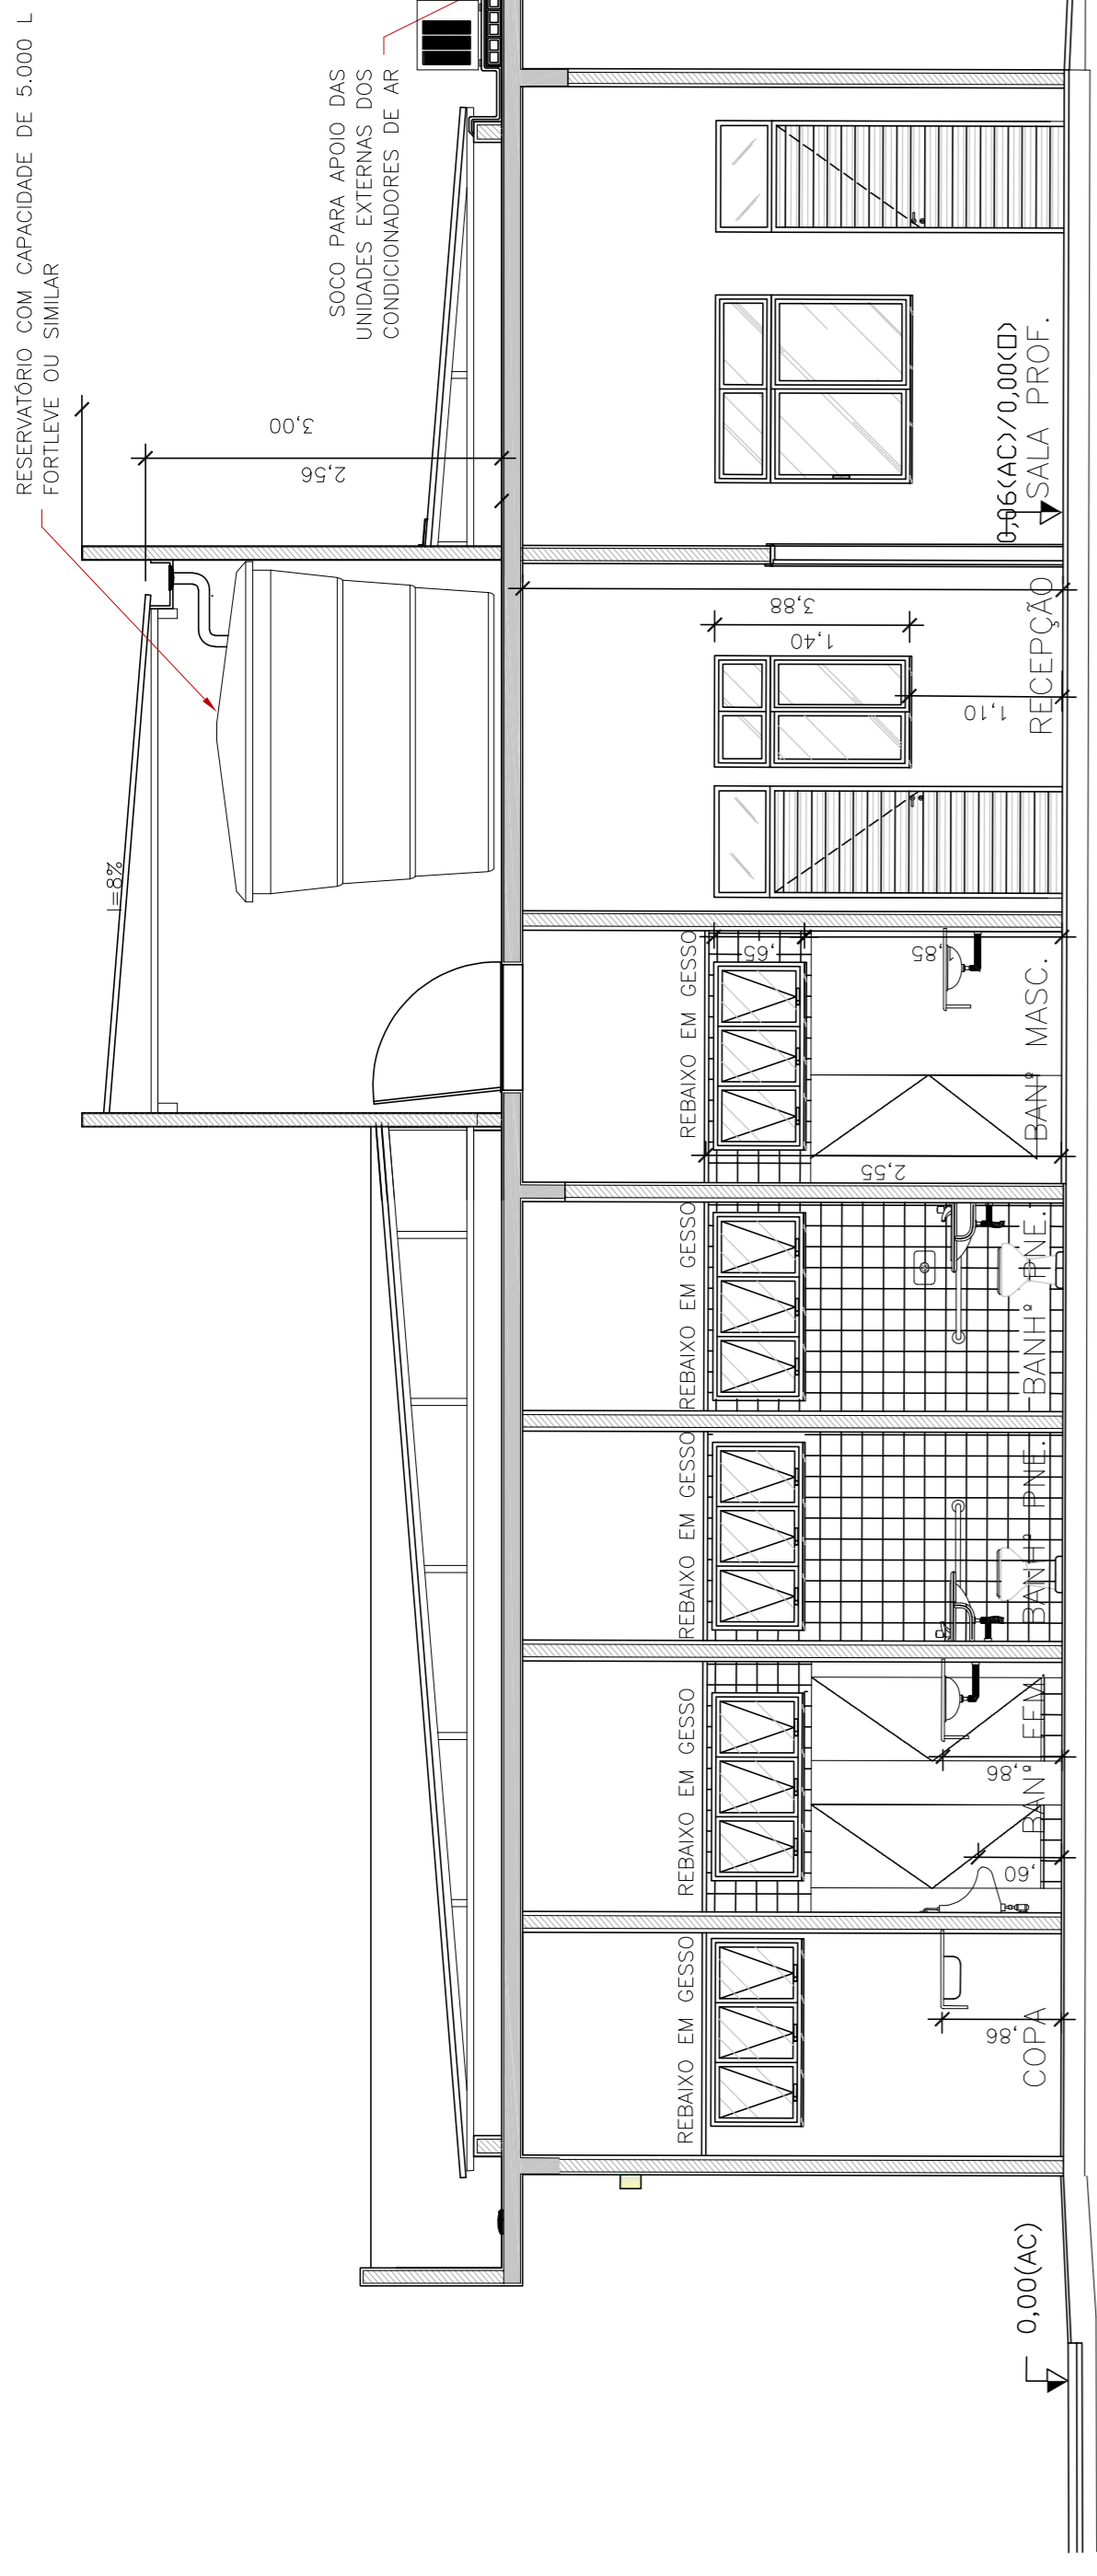 RESERVATÓRIO COM CAPACIDADE DE 5.000 L
FORTLEVE OU SIMILAR
SOCO PARA APOIO DAS
UNIDADES EXTERNAS DOS
CONDICIONADORES DE AR
I=8%
3,00
2,56
REBAIXO EM GESSO
REBAIXO EM GESSO
REBAIXO EM GESSO
REBAIXO EM GESSO
REBAIXO EM GESSO
,65
1,85
2,55
3,88
1,40
1,10
,86
,60
,86
0,00(AC)
COPA
BANº FEM.
BANHº PNE.
BANHº PNE.
BANº MASC.
RECEPÇÃO
0,06(AC)/0,00(O)
SALA PROF.